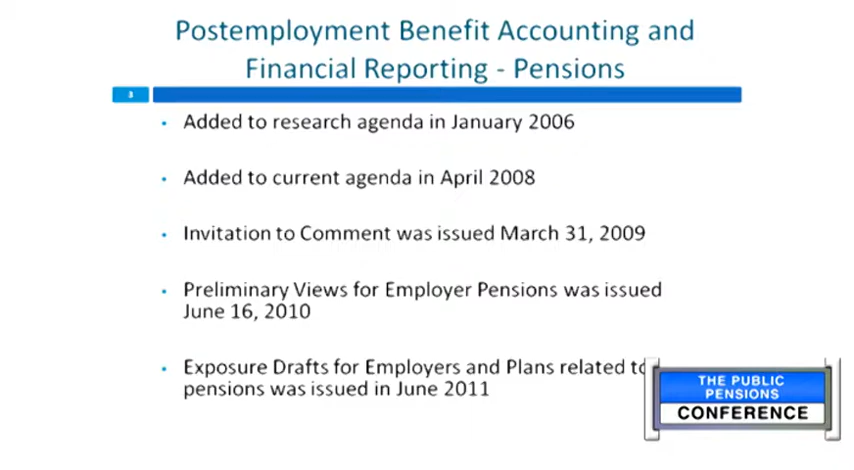 Postemployment Benefit Accounting and
Financial Reporting - Pensions
3
• Added to research agenda in January 2006
• Added to current agenda in April 2008
• Invitation to Comment was issued March 31, 2009
• Preliminary Views for Employer Pensions was issued
June 16, 2010
• Exposure Drafts for Employers and Plans related to
pensions was issued in June 2011
THE PUBLIC
PENSIONS
CONFERENCE